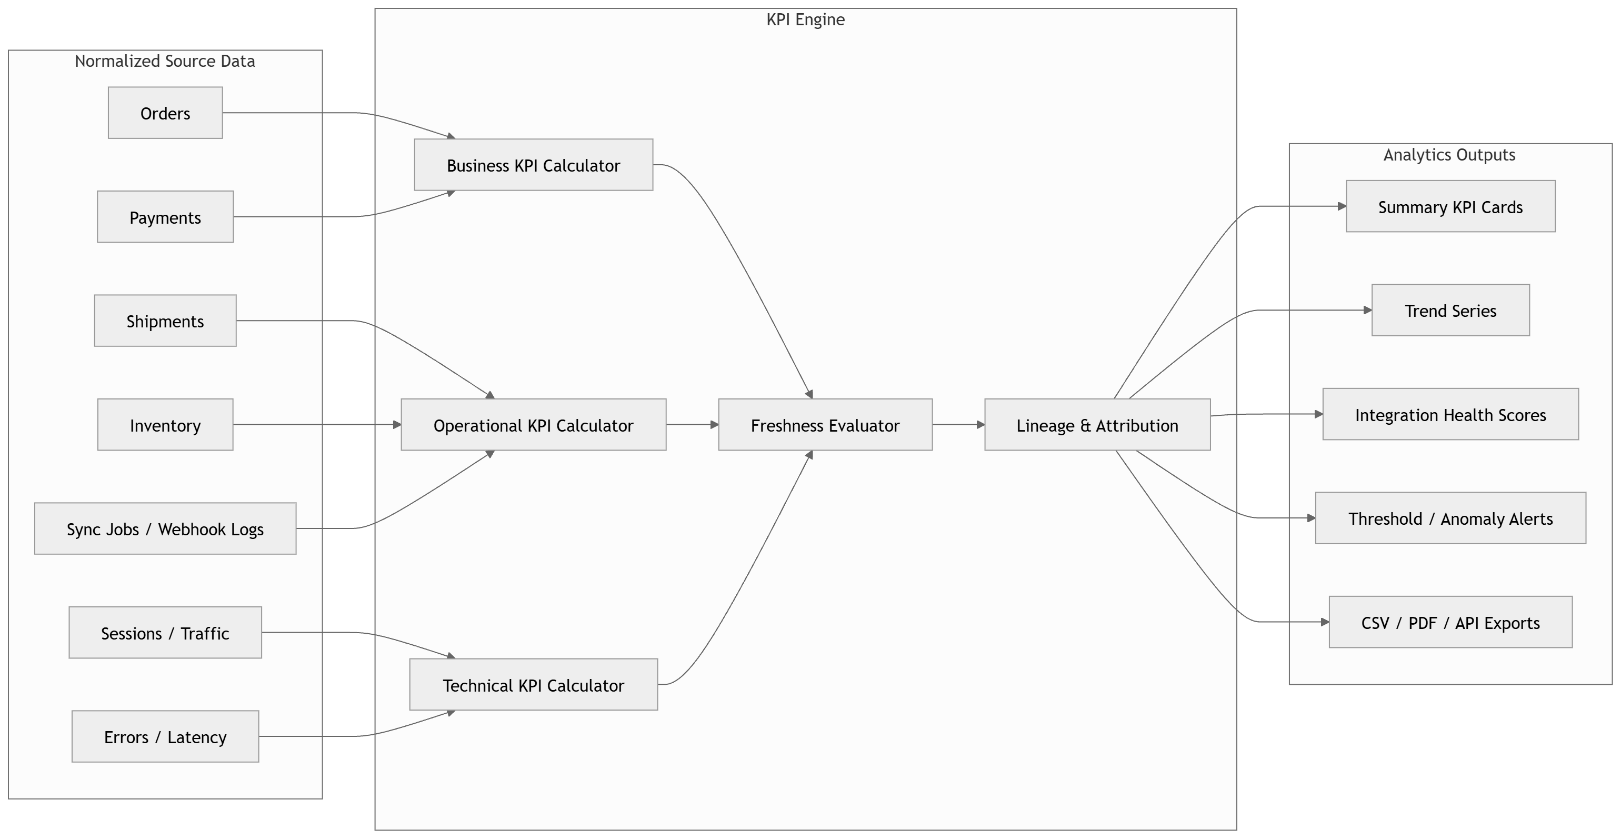 KPI Engine
Normalized Source Data
Orders
Payments
Shipments
Inventory
Sync Jobs / Webhook Logs
Sessions / Traffic
Errors / Latency
Business KPI Calculator
Operational KPI Calculator
Technical KPI Calculator
Freshness Evaluator
Lineage & Attribution
Analytics Outputs
Summary KPI Cards
Trend Series
Integration Health Scores
Threshold / Anomaly Alerts
CSV / PDF / API Exports